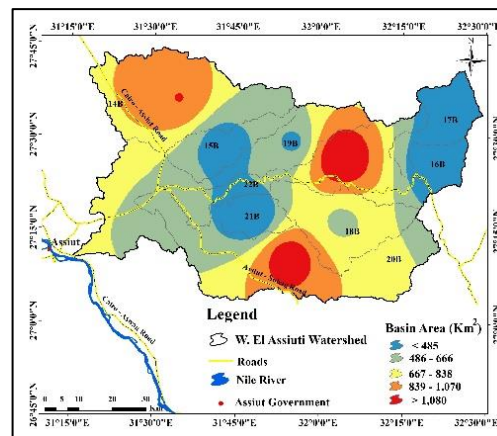 31°15'0"E 31°30'0"E 31°45'0"E 32°0'0"E 32°15'0"E 32°30'0"E
27°45'0"N
N
17B
14B
Cairo - Assiut Road
27°30'0"N
15B
19B
16B
22B
21B
27°15'0"N
18B
Assiut
20B
Assiut - Sohag Road
Cairo - Assiut Road
27°0'0"N
Legend
W. El Assiuti Watershed
Roads
Nile River
Assiut Government
Basin Area (Km2)
< 485
486 - 666
667 - 838
839 - 1,070
> 1,080
26°45'0"N
0 5 10 20 30
31°15'0"E 31°30'0"E 31°45'0"E 32°0'0"E 32°15'0"E 32°30'0"E